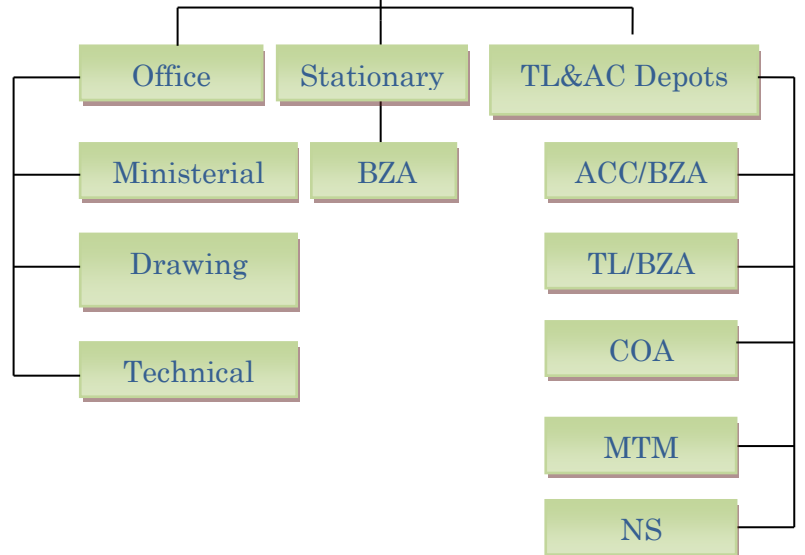 Office
Stationary
TL&AC Depots
Ministerial
BZA
ACC/BZA
Drawing
TL/BZA
COA
Technical
MTM
NS